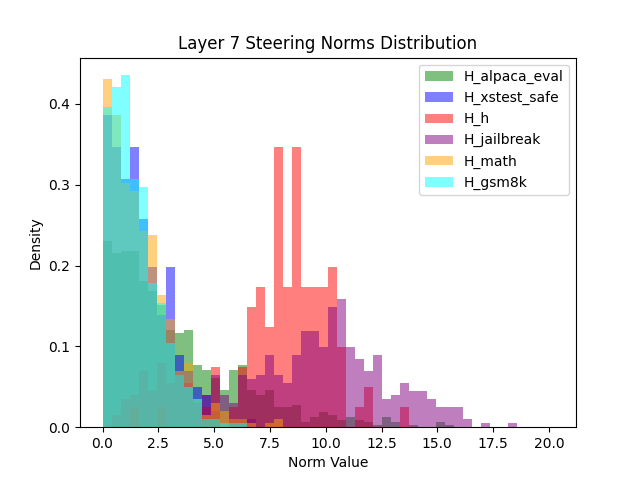 Layer 7 Steering Norms Distribution
H_alpaca_eval
H_xstest_safe
H_h
H_jailbreak
H_math
H_gsm8k
0.4
0.3
0.2
0.1
0.0
Density
0.0 2.5 5.0 7.5 10.0 12.5 15.0 17.5 20.0
Norm Value